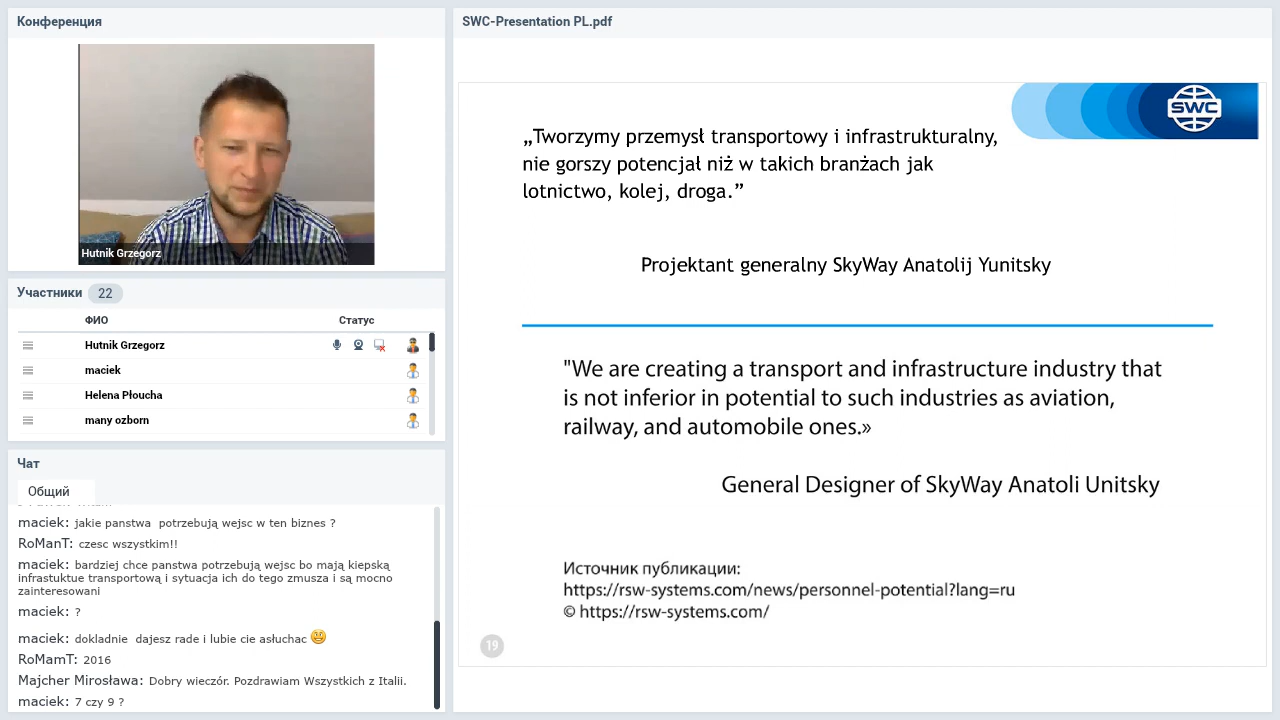 Конференция
Hutnik Grzegorz
Участники 22
ФИО Статус
Hutnik Grzegorz
maciek
Helena Płoucha
many ozborn
Чат
Общий
maciek: jakie panstwa potrzebują wejsc w ten biznes ?
RoManT: czesc wszystkim!!
maciek: bardziej chce panstwa potrzebują wejsc bo mają kiepską
infrastuktue transportową i sytuacja ich do tego zmusza i są mocno
zainteresowani
maciek: ?
maciek: dokladnie dajesz rade i lubie cie asłuchac
RoMamT: 2016
Majcher Mirosława: Dobry wieczór. Pozdrawiam Wszystkich z Italii.
maciek: 7 czy 9 ?
SWC-Presentation PL.pdf
SWC
„Tworzymy przemysł transportowy i infrastrukturalny,
nie gorszy potencjał niż w takich branżach jak
lotnictwo, kolej, droga.”
Projektant generalny SkyWay Anatolij Yunitsky
"We are creating a transport and infrastructure industry that
is not inferior in potential to such industries as aviation,
railway, and automobile ones.»
General Designer of SkyWay Anatoli Unitsky
Источник публикации:
https://rsw-systems.com/news/personnel-potential?lang=ru
© https://rsw-systems.com/
19